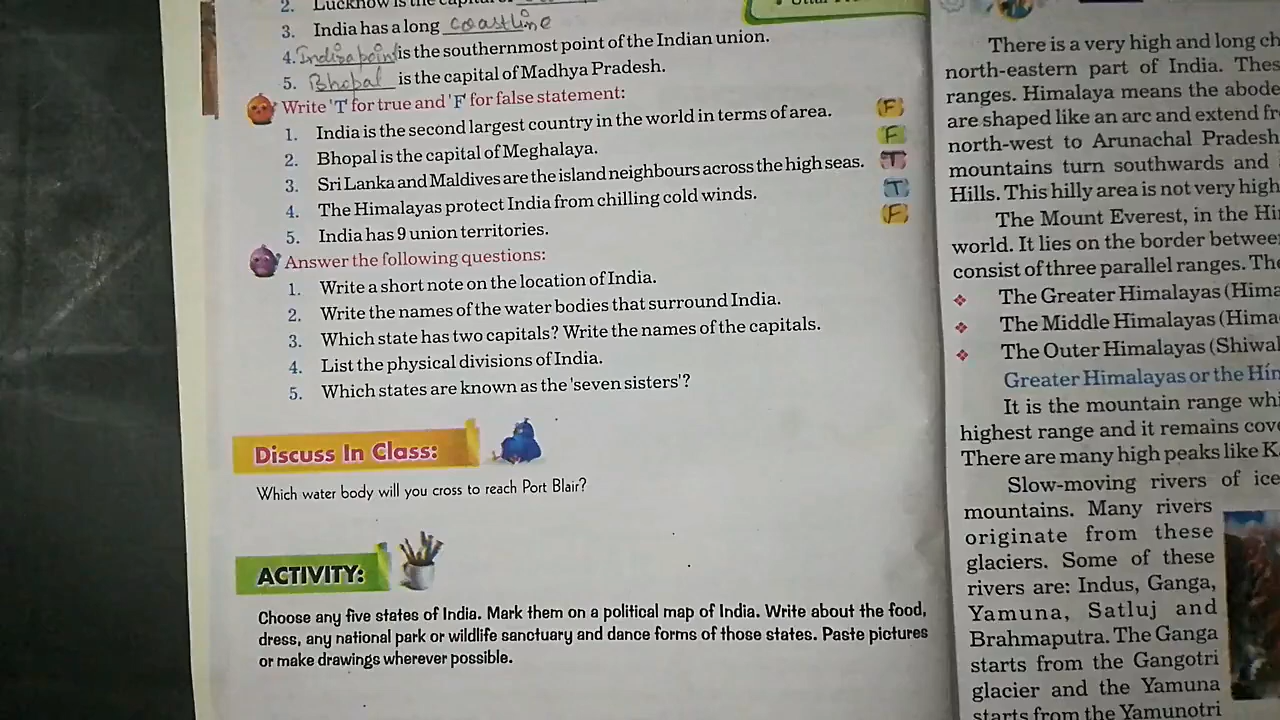 2. Lucknow is the capital of
3. India has a long coastline
4. Indira point is the southernmost point of the Indian union.
5. Bhopal is the capital of Madhya Pradesh.
Write 'T' for true and 'F' for false statement:
1. India is the second largest country in the world in terms of area. F
2. Bhopal is the capital of Meghalaya. F
3. Sri Lanka and Maldives are the island neighbours across the high seas. T
4. The Himalayas protect India from chilling cold winds. T
5. India has 9 union territories. F
Answer the following questions:
1. Write a short note on the location of India.
2. Write the names of the water bodies that surround India.
3. Which state has two capitals? Write the names of the capitals.
4. List the physical divisions of India.
5. Which states are known as the 'seven sisters'?
Discuss In Class:
Which water body will you cross to reach Port Blair?
ACTIVITY:
Choose any five states of India. Mark them on a political map of India. Write about the food,
dress, any national park or wildlife sanctuary and dance forms of those states. Paste pictures
or make drawings wherever possible.
There is a very high and long
north-eastern part of India.
ranges. Himalaya means the abode
are shaped like an arc and extend
north-west to Arunachal Pradesh
mountains turn southwards and
Hills. This hilly area is not very high
The Mount Everest, in the
world. It lies on the border
consist of three parallel ranges.
❖ The Greater Himalayas
❖ The Middle Himalayas
❖ The Outer Himalayas
Greater Himalayas or the
It is the mountain range
highest range and it remains
There are many high peaks like
Slow-moving rivers of ice
mountains. Many rivers
originate from these
glaciers. Some of these
rivers are: Indus, Ganga,
Yamuna, Satluj and
Brahmaputra. The Ganga
starts from the Gangotri
glacier and the Yamuna
starts from the Yamunotri